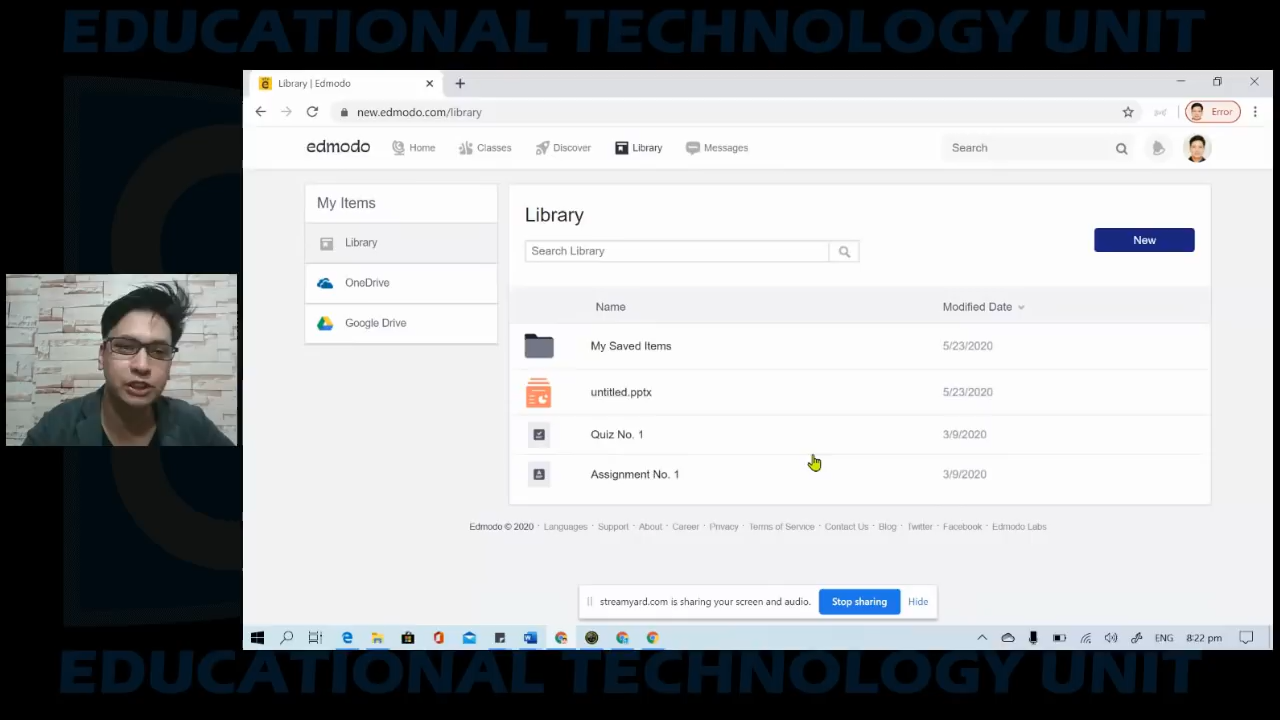 EDUCATIONAL TECHNOLOGY UNIT
Library | Edmodo
new.edmodo.com/library
Error
edmodo Home Classes Discover Library Messages Search
My Items
Library
OneDrive
Google Drive
Library
Search Library
New
Name Modified Date
My Saved Items 5/23/2020
untitled.pptx 5/23/2020
Quiz No. 1 3/9/2020
Assignment No. 1 3/9/2020
Edmodo © 2020 · Languages · Support · About · Career · Privacy · Terms of Service · Contact Us · Blog · Twitter · Facebook · Edmodo Labs
streamyard.com is sharing your screen and audio. Stop sharing Hide
ENG 8:22 pm
EDUCATIONAL TECHNOLOGY UNIT